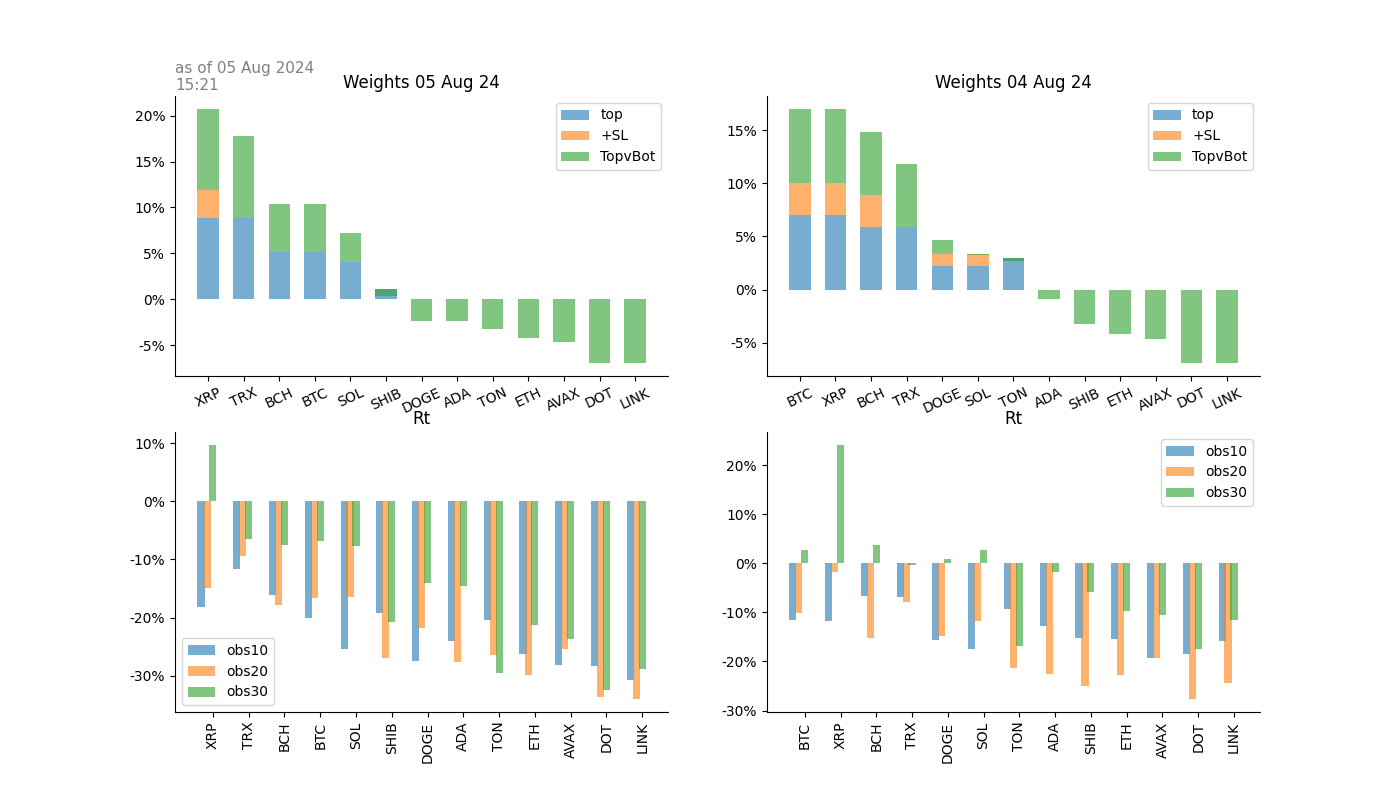 as of 05 Aug 2024
15:21
Weights 05 Aug 24
20%
15%
10%
5%
0%
-5%
top
+SL
TopvBot
XRP TRX BCH BTC SOL SHIB DOGE ADA TON ETH AVAX DOT LINK
Weights 04 Aug 24
15%
10%
5%
0%
-5%
top
+SL
TopvBot
BTC XRP BCH TRX DOGE SOL TON ADA SHIB ETH AVAX DOT LINK
Rt
10%
0%
-10%
-20%
-30%
obs10
obs20
obs30
XRP TRX BCH BTC SOL SHIB DOGE ADA TON ETH AVAX DOT LINK
Rt
20%
10%
0%
-10%
-20%
-30%
obs10
obs20
obs30
BTC XRP BCH TRX DOGE SOL TON ADA SHIB ETH AVAX DOT LINK